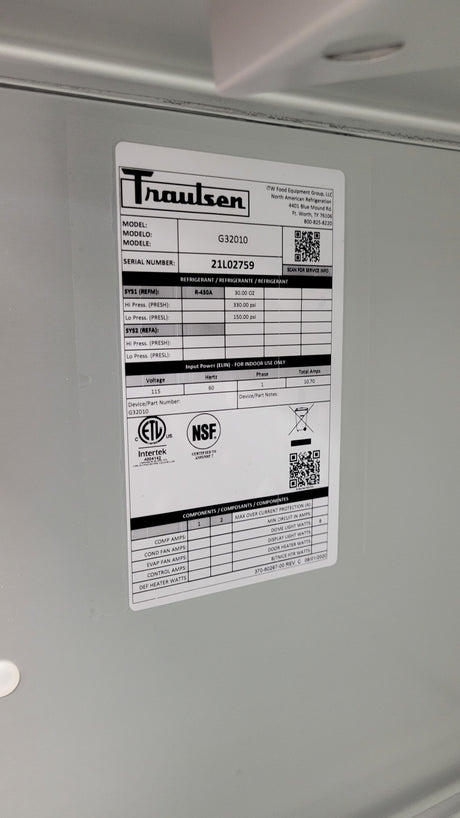 Traulsen
ITW Food Equipment Group, LLC
North American Refrigeration
4401 Blue Mound Rd
Ft. Worth, TX 76106
800-825-8220
MODEL:
MODELO:
MODELE:
G32010
SERIAL NUMBER:
21L02759
SCAN FOR SERVICE INFO
REFRIGERANT / REFRIGERANTE / REFRIGERANT
SYS1 (REFM): R-450A 30.00 OZ
Hi Press. (PRESH): 330.00 psi
Lo Press. (PRESL): 150.00 psi
SYS2 (REFA):
Hi Press. (PRESH):
Lo Press. (PRESL):
Input Power (ELIN) - FOR INDOOR USE ONLY
Voltage Hertz Phase Total Amps
115 60 1 10.70
Device/Part Number: Device/Part Notes:
G32010
C ETL US
Intertek
NSF
COMPONENTS / COMPOSANTS / COMPONENTES
1 2 MAX OVER CURRENT PROTECTION (A)
COMP AMPS: MIN CIRCUIT IN AMPS: 8
COND FAN AMPS: DOME LIGHT WATTS:
EVAP FAN AMPS: DISPLAY LIGHT WATTS:
CONTROL AMPS: DOOR HEATER WATTS:
DEF HEATER WATTS
370-60287-00 REV. C